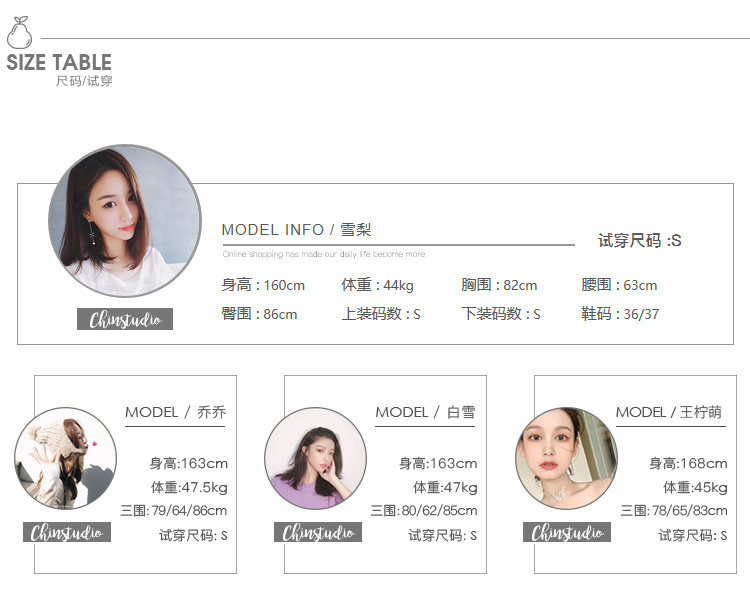 SIZE TABLE
尺码/试穿
MODEL INFO / 雪梨
试穿尺码 :S
Online shopping has made our daily life become more
身高 : 160cm 体重 : 44kg 胸围 : 82cm 腰围 : 63cm
臀围 : 86cm 上装码数 : S 下装码数 : S 鞋码 : 36/37
Chinstudio
MODEL / 乔乔
身高:163cm
体重:47.5kg
三围: 79/64/86cm
试穿尺码: S
Chinstudio
MODEL / 白雪
身高:163cm
体重:47kg
三围: 80/62/85cm
试穿尺码: S
Chinstudio
MODEL / 王柠萌
身高:168cm
体重:45kg
三围: 78/65/83cm
试穿尺码: S
Chinstudio